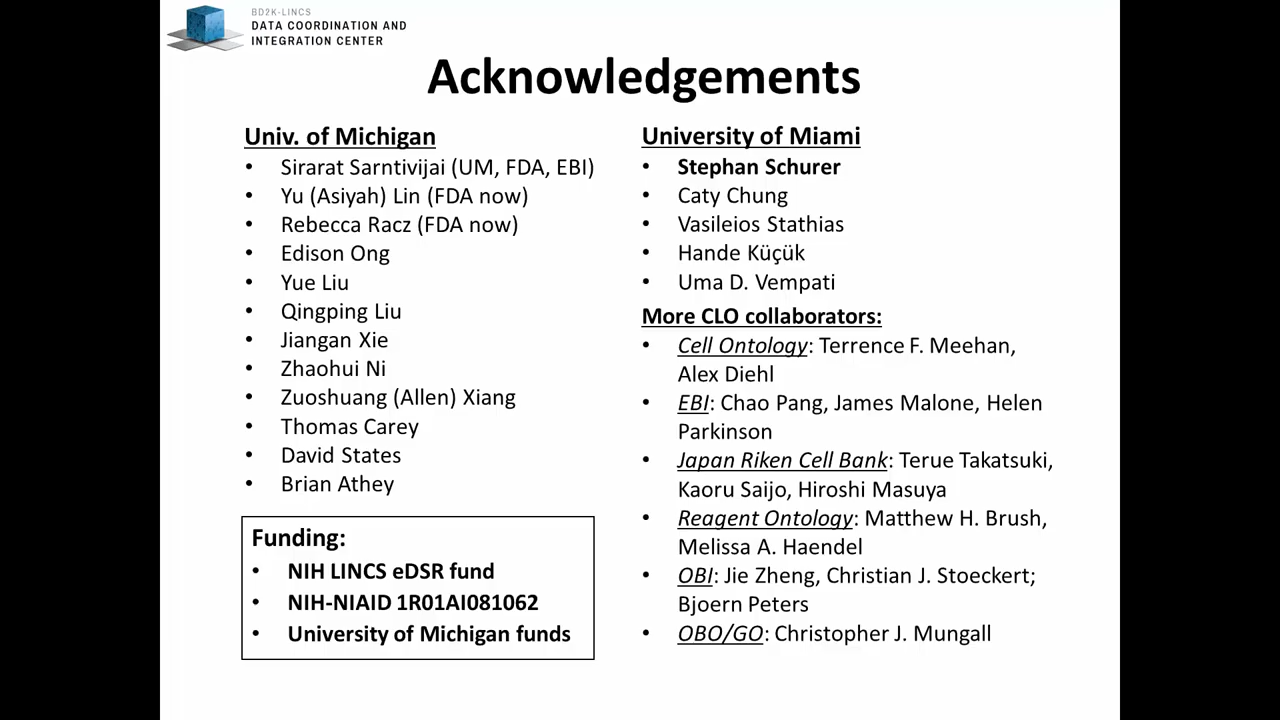 BD2K-LINCS
DATA COORDINATION AND
INTEGRATION CENTER
Acknowledgements
Univ. of Michigan
• Sirarat Sarntivijai (UM, FDA, EBI)
• Yu (Asiyah) Lin (FDA now)
• Rebecca Racz (FDA now)
• Edison Ong
• Yue Liu
• Qingping Liu
• Jiangan Xie
• Zhaohui Ni
• Zuoshuang (Allen) Xiang
• Thomas Carey
• David States
• Brian Athey
Funding:
• NIH LINCS eDSR fund
• NIH-NIAID 1R01AI081062
• University of Michigan funds
University of Miami
• Stephan Schurer
• Caty Chung
• Vasileios Stathias
• Hande Küçük
• Uma D. Vempati
More CLO collaborators:
• Cell Ontology: Terrence F. Meehan,
Alex Diehl
• EBI: Chao Pang, James Malone, Helen
Parkinson
• Japan Riken Cell Bank: Terue Takatsuki,
Kaoru Saijo, Hiroshi Masuya
• Reagent Ontology: Matthew H. Brush,
Melissa A. Haendel
• OBI: Jie Zheng, Christian J. Stoeckert;
Bjoern Peters
• OBO/GO: Christopher J. Mungall